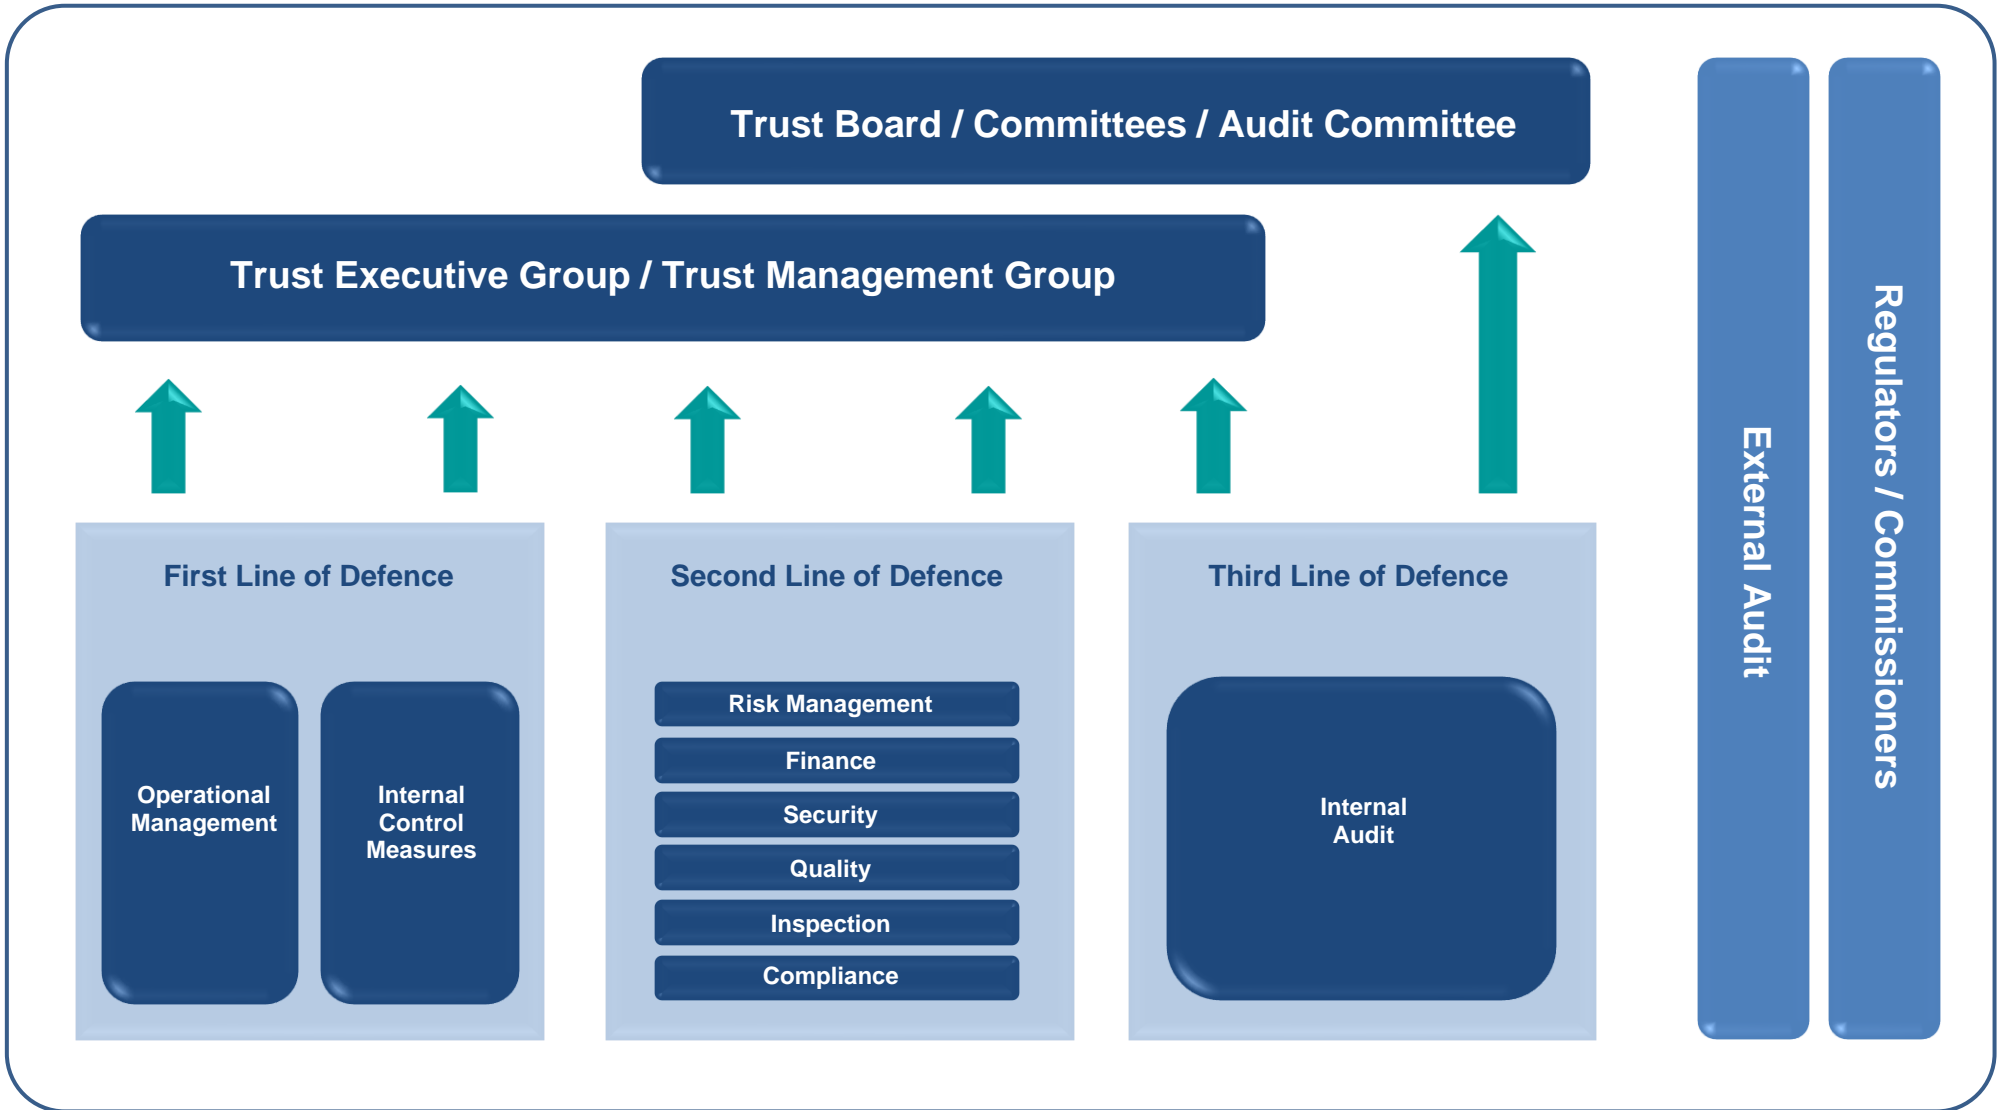 Trust Board / Committees / Audit Committee
Trust Executive Group / Trust Management Group
First Line of Defence
Operational
Management
Internal
Control
Measures
Second Line of Defence
Risk Management
Finance
Security
Quality
Inspection
Compliance
Third Line of Defence
Internal
Audit
External Audit
Regulators / Commissioners